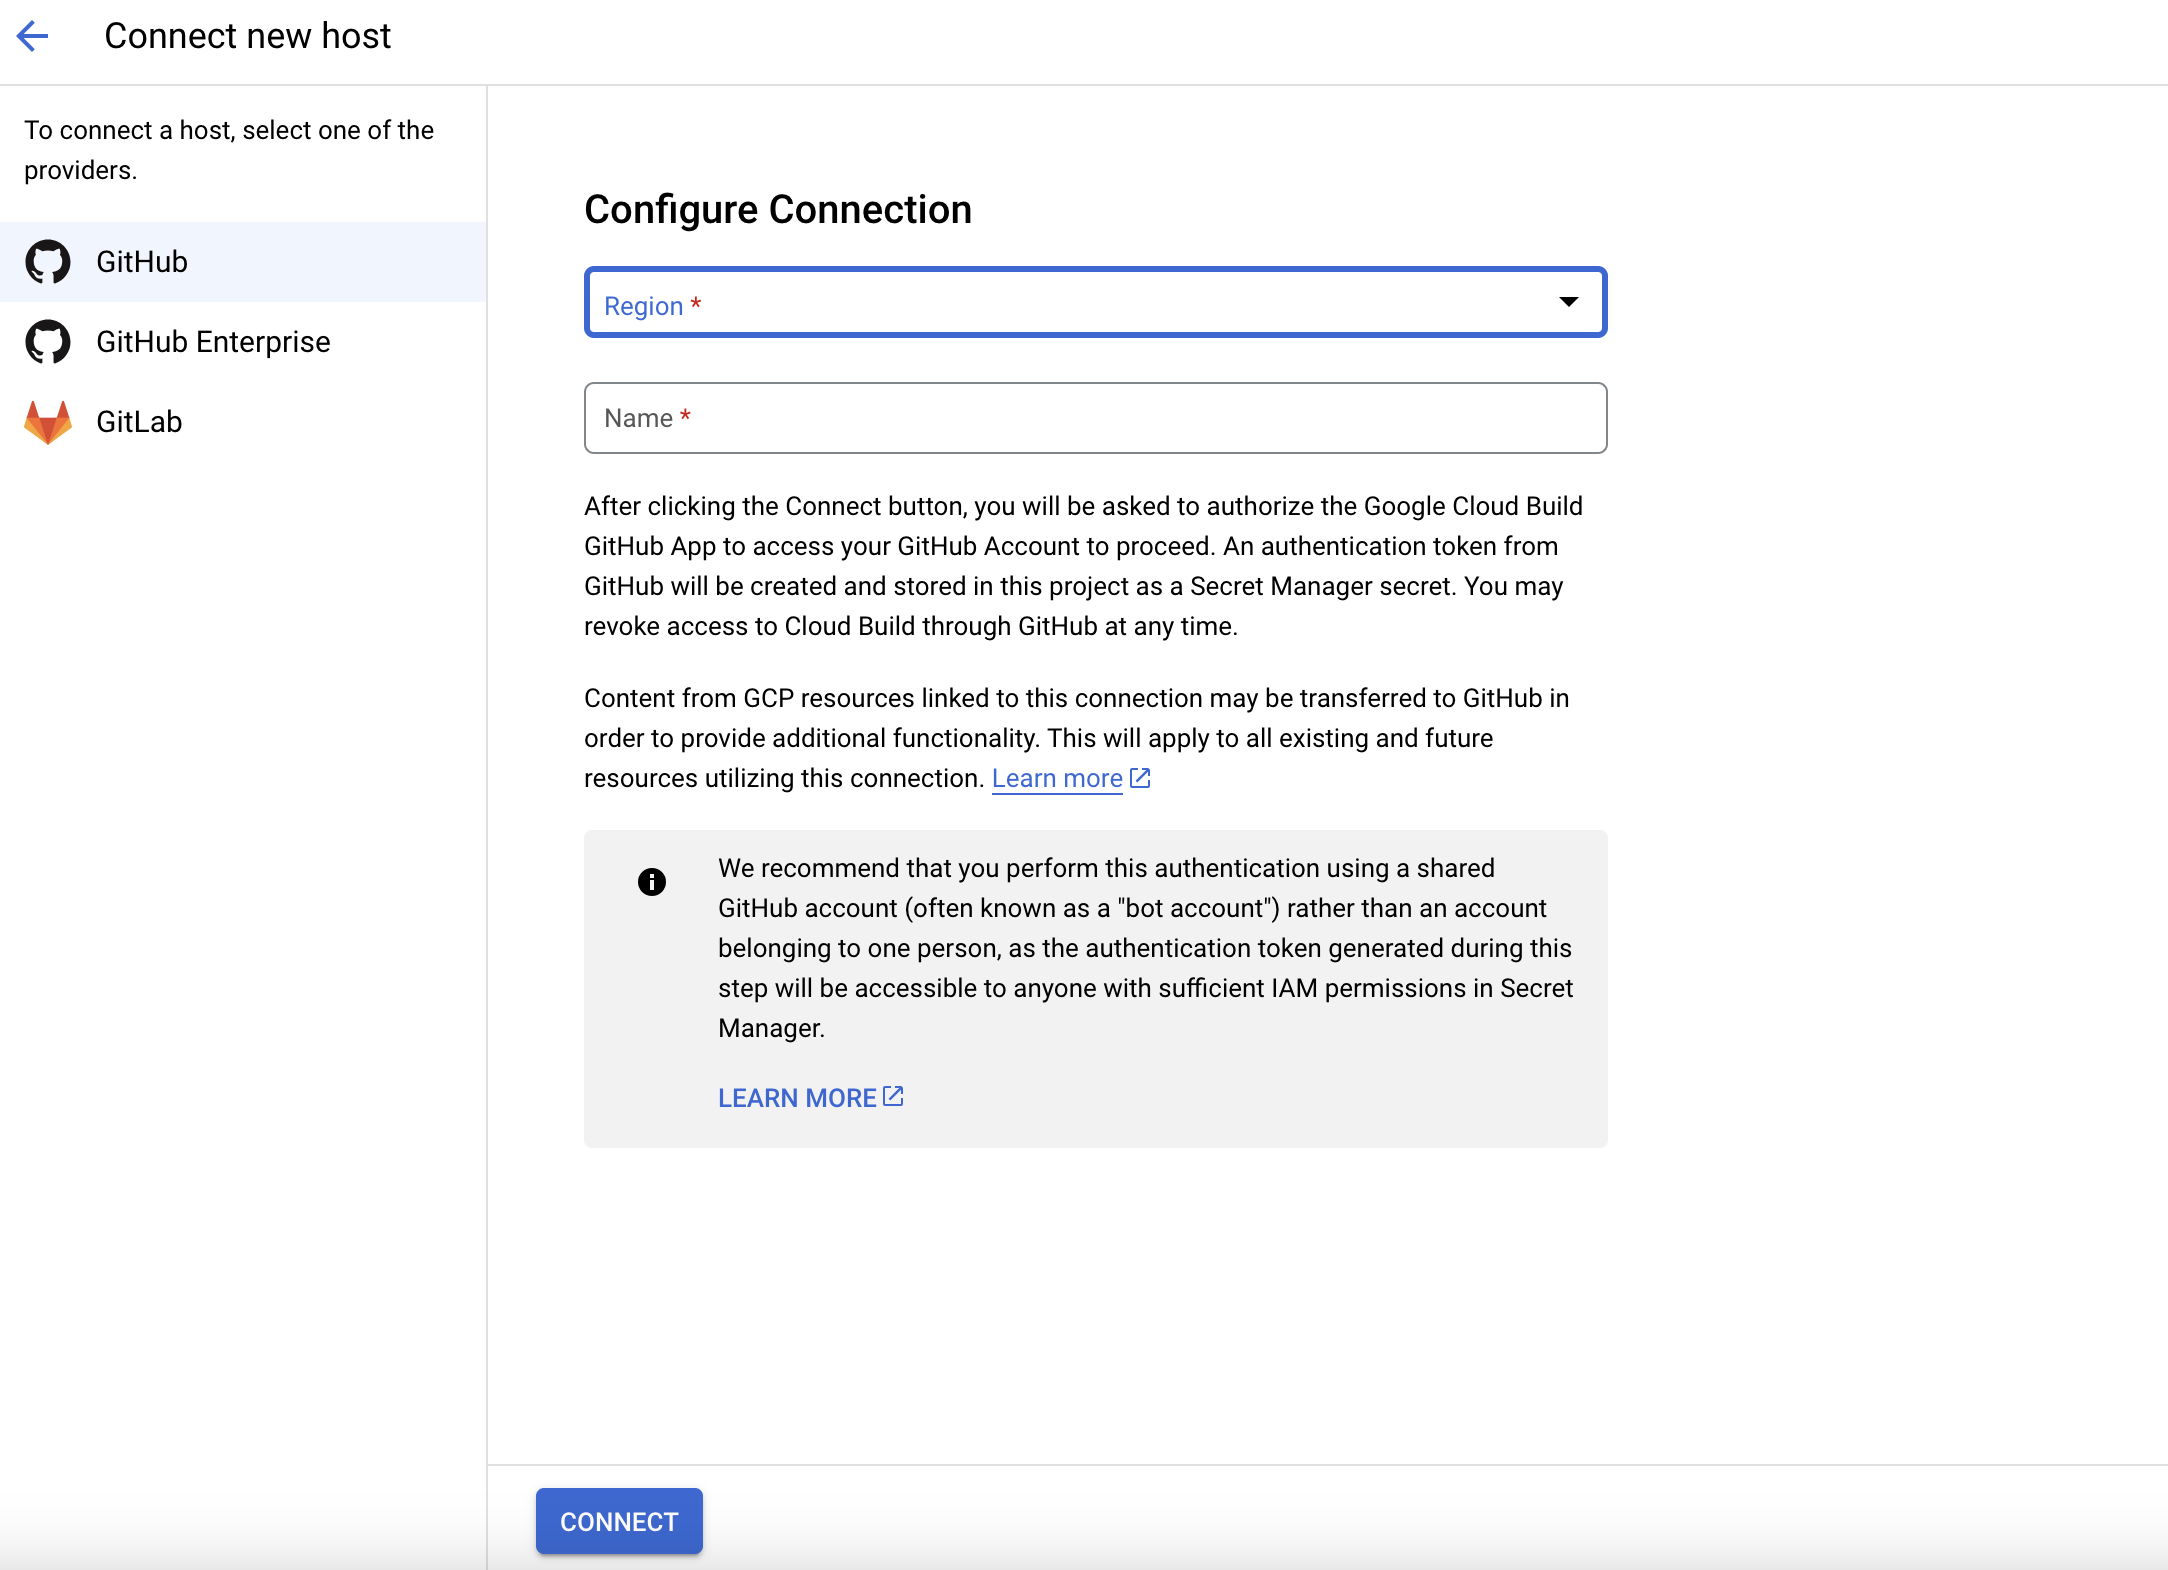 Connect new host
To connect a host, select one of the
providers.
GitHub
GitHub Enterprise
GitLab
Configure Connection
Region *
Name *
After clicking the Connect button, you will be asked to authorize the Google Cloud Build
GitHub App to access your GitHub Account to proceed. An authentication token from
GitHub will be created and stored in this project as a Secret Manager secret. You may
revoke access to Cloud Build through GitHub at any time.
Content from GCP resources linked to this connection may be transferred to GitHub in
order to provide additional functionality. This will apply to all existing and future
resources utilizing this connection. Learn more
We recommend that you perform this authentication using a shared
GitHub account (often known as a "bot account") rather than an account
belonging to one person, as the authentication token generated during this
step will be accessible to anyone with sufficient IAM permissions in Secret
Manager.
LEARN MORE
CONNECT